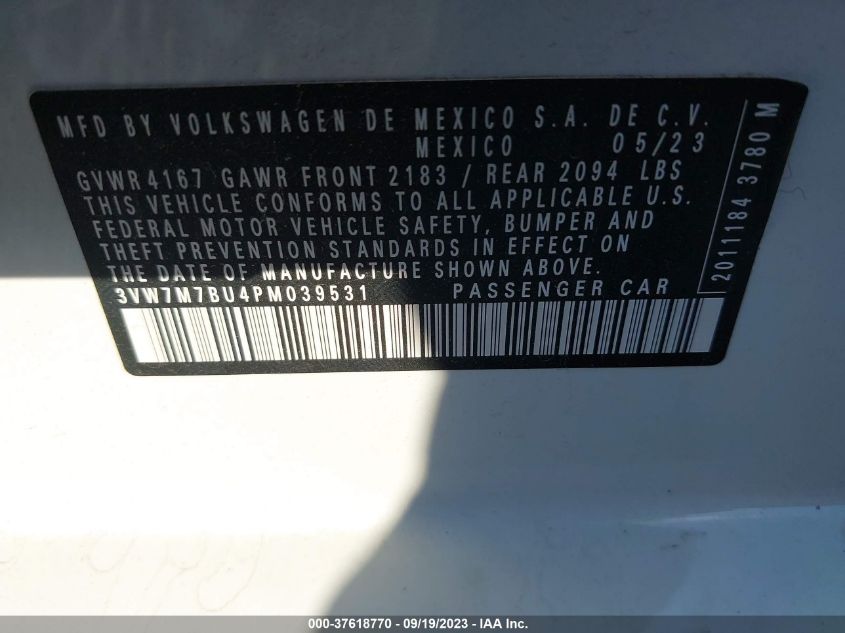 MFD BY VOLKSWAGEN DE MEXICO S.A. DE C.V.
MEXICO 05/23
GVWR 4167 GAWR FRONT 2183 / REAR 2094 LBS
THIS VEHICLE CONFORMS TO ALL APPLICABLE U.S.
FEDERAL MOTOR VEHICLE SAFETY, BUMPER AND
THEFT PREVENTION STANDARDS IN EFFECT ON
THE DATE OF MANUFACTURE SHOWN ABOVE.
3VW7M7BU4PM039531 PASSENGER CAR
2011184 3780 M
000-37618770 - 09/19/2023 - IAA Inc.